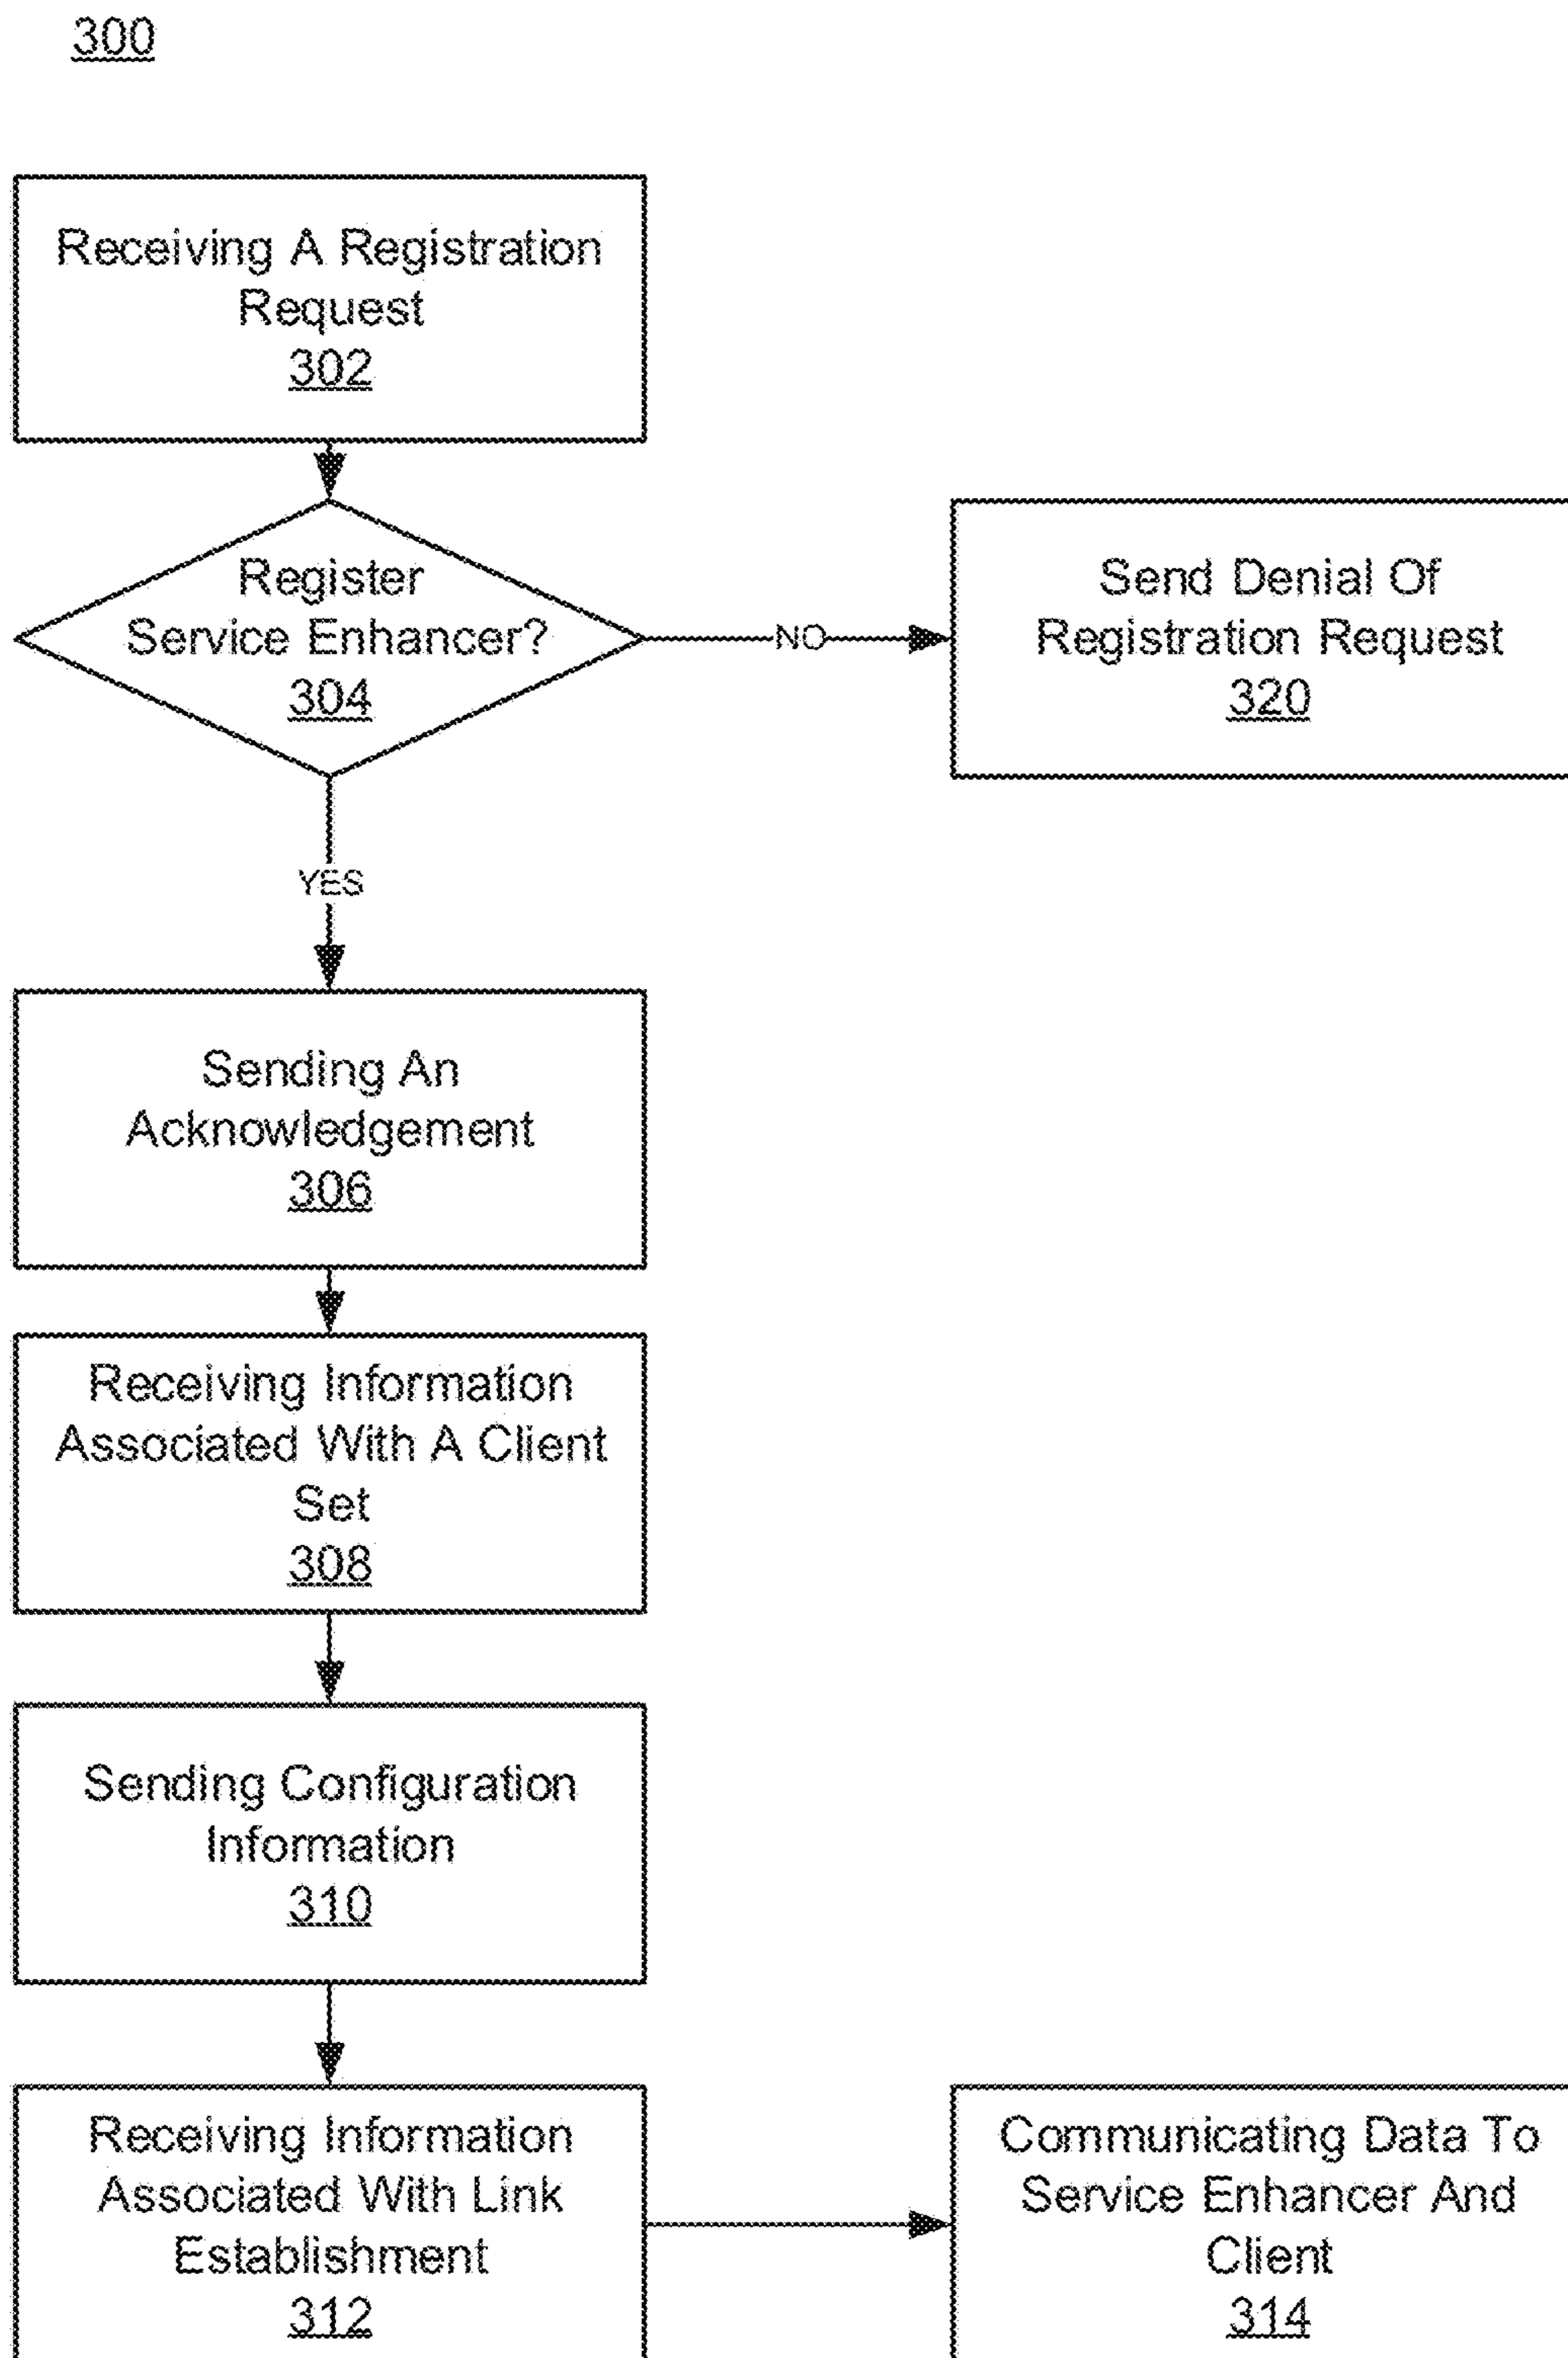 300
Receiving A Registration
Request
302
Register
Service Enhancer?
304
NO
Send Denial Of
Registration Request
320
YES
Sending An
Acknowledgement
306
Receiving Information
Associated With A Client
Set
308
Sending Configuration
Information
310
Receiving Information
Associated With Link
Establishment
312
Communicating Data To
Service Enhancer And
Client
314